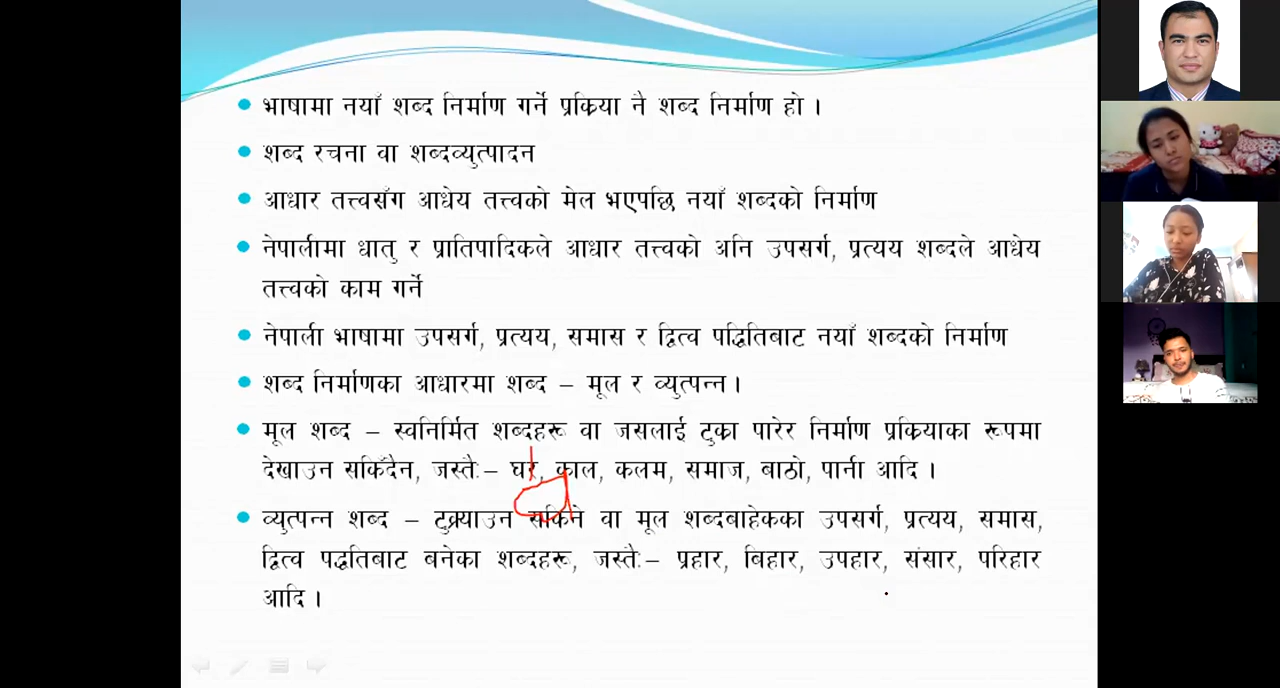 भाषामा नयाँ शब्द निर्माण गर्ने प्रक्रिया नै शब्द निर्माण हो ।
शब्द रचना वा शब्दव्युत्पादन
आधार तत्त्वसँग आधेय तत्त्वको मेल भएपछि नयाँ शब्दको निर्माण
नेपालीमा धातु र प्रातिपादिकले आधार तत्त्वको अनि उपसर्ग, प्रत्यय शब्दले आधेय
तत्त्वको काम गर्ने
नेपाली भाषामा उपसर्ग, प्रत्यय, समास र द्वित्व पद्धितिबाट नयाँ शब्दको निर्माण
शब्द निर्माणका आधारमा शब्द – मूल र व्युत्पन्न ।
मूल शब्द – स्वनिर्मित शब्दहरू वा जसलाई टुक्रा पारेर निर्माण प्रक्रियाका रूपमा
देखाउन सकिँदैन, जस्तैः– घर, काल, कलम, समाज, बाठो, पानी आदि ।
व्युत्पन्न शब्द – टुक्र्याउन सकिने वा मूल शब्दबाहेकका उपसर्ग, प्रत्यय, समास,
द्वित्व पद्धतिबाट बनेका शब्दहरू, जस्तैः– प्रहार, बिहार, उपहार, संसार, परिहार
आदि ।